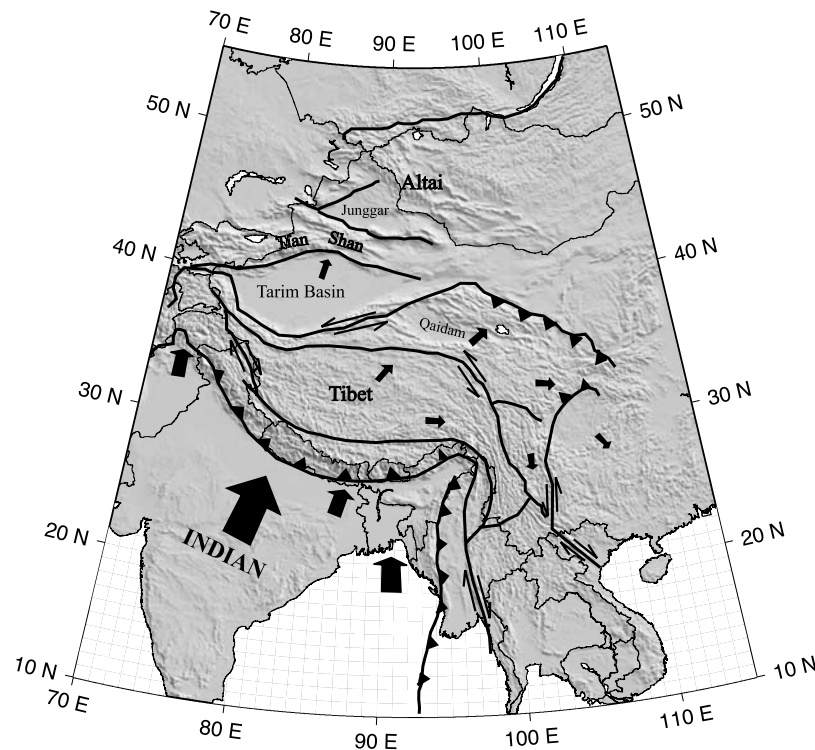 70 E
80 E
90 E
100 E
110 E
50 N
50 N
Altai
Junggar
Tian Shan
40 N
40 N
Tarim Basin
Qaidam
Tibet
30 N
30 N
INDIAN
20 N
20 N
10 N
10 N
70 E
80 E
90 E
100 E
110 E